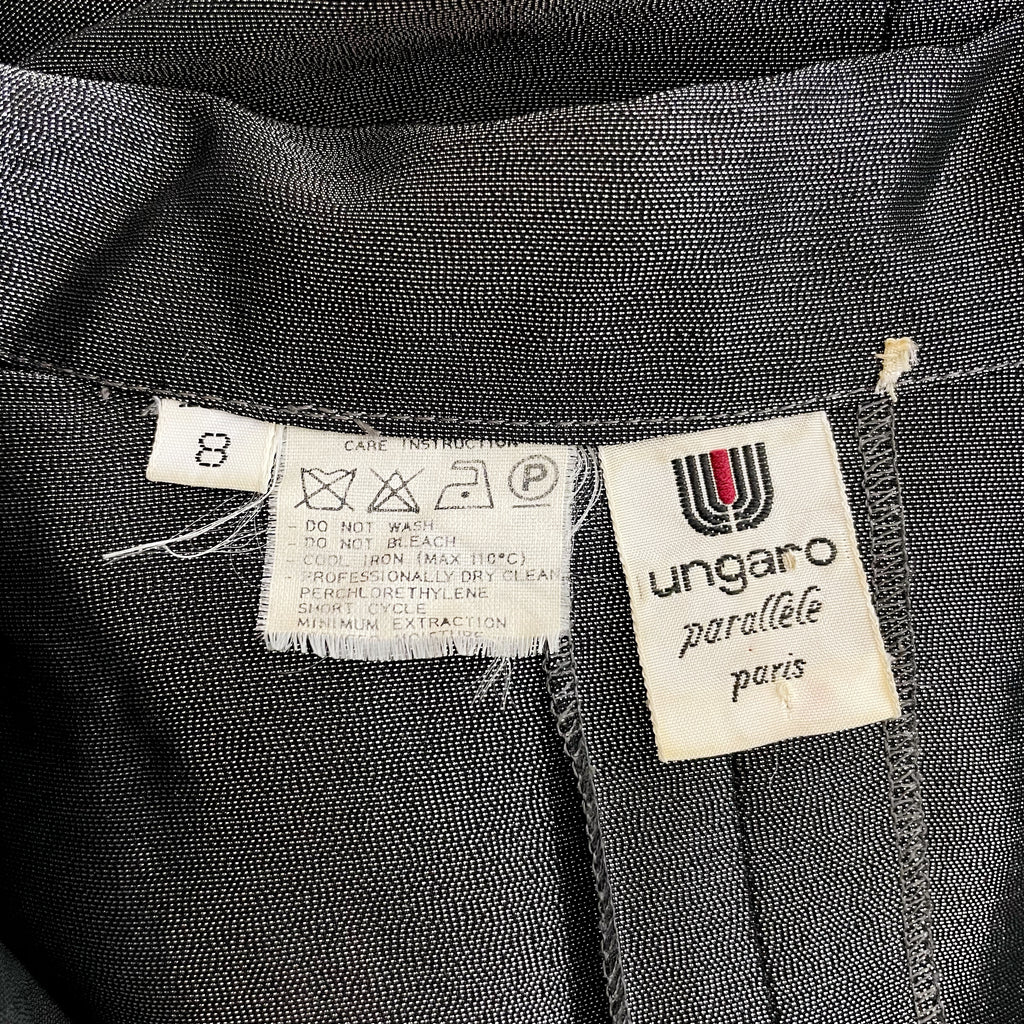 8
CARE INSTRUCTION
P
- DO NOT WASH
- DO NOT BLEACH
- COOL IRON (MAX 110°C)
- PROFESSIONALLY DRY CLEAN
PERCHLORETHYLENE
SHORT CYCLE
MINIMUM EXTRACTION
MOISTURE
ungaro
parallèle
paris